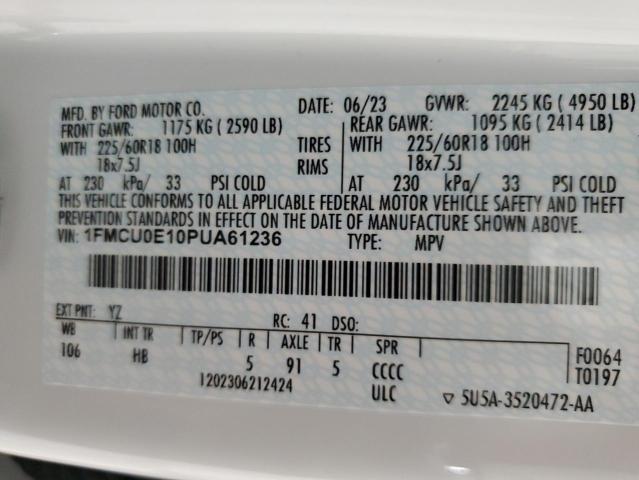 MFD. BY FORD MOTOR CO. DATE: 06/23 GVWR: 2245 KG ( 4950 LB)
FRONT GAWR: 1175 KG ( 2590 LB) REAR GAWR: 1095 KG ( 2414 LB)
WITH 225/60R18 100H TIRES WITH 225/60R18 100H
18x7.5J RIMS 18x7.5J
AT 230 kPa/ 33 PSI COLD AT 230 kPa/ 33 PSI COLD
THIS VEHICLE CONFORMS TO ALL APPLICABLE FEDERAL MOTOR VEHICLE SAFETY AND THEFT
PREVENTION STANDARDS IN EFFECT ON THE DATE OF MANUFACTURE SHOWN ABOVE.
VIN: 1FMCU0E10PUA61236 TYPE: MPV
EXT PNT: YZ RC: 41 DSO:
WB INT TR TP/PS R AXLE TR SPR F0064
106 HB 5 91 5 CCCC T0197
1202306212424 ULC ▽ 5U5A-3520472-AA